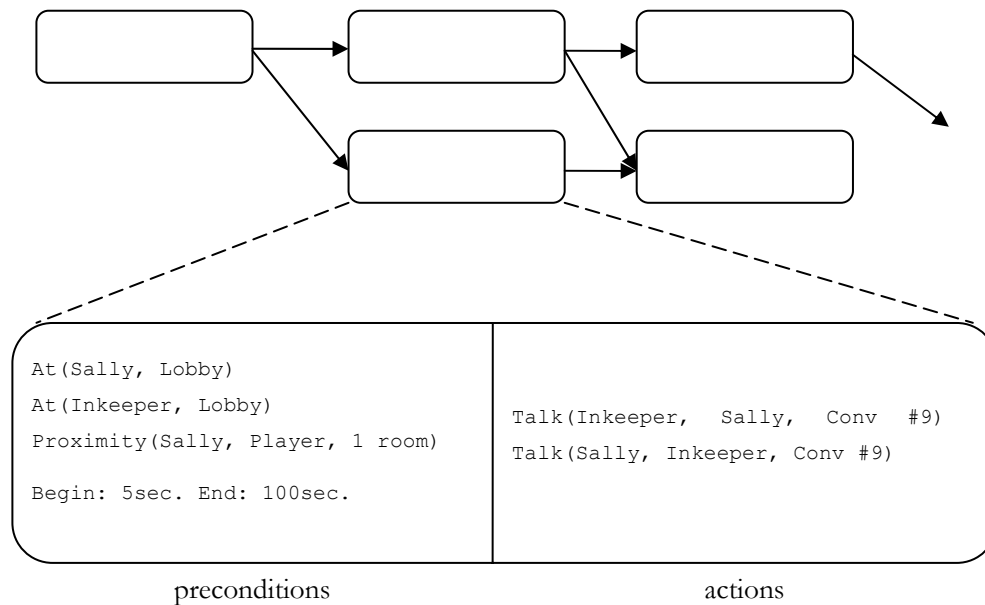 At(Sally, Lobby)
At(Inkeeper, Lobby)
Proximity(Sally, Player, 1 room)
Begin: 5sec. End: 100sec.
Talk(Inkeeper, Sally, Conv #9)
Talk(Sally, Inkeeper, Conv #9)
preconditions
actions